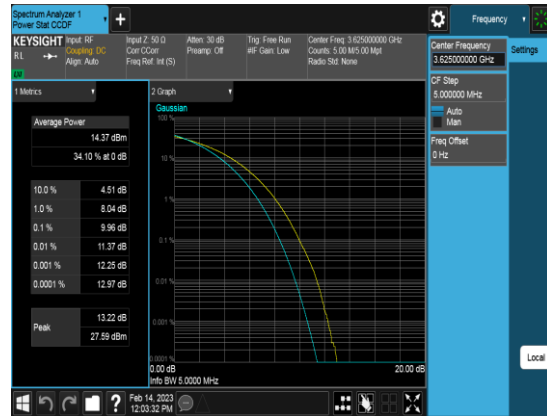 Spectrum Analyzer 1
Power Stat CCDF
+
Frequency
KEYSIGHT
Input: RF
Input Z: 50 Ω
Atten: 30 dB
Trig: Free Run
Center Freq: 3.625000000 GHz
RL
Coupling: DC
Corr CCorr
Preamp: Off
#IF Gain: Low
Counts: 5.00 M/5.00 Mpt
Align: Auto
Freq Ref: Int (S)
Radio Std: None
Center Frequency
3.625000000 GHz
Settings
CF Step
5.000000 MHz
Auto
Man
Freq Offset
0 Hz
1 Metrics
2 Graph
Gaussian
Average Power
14.37 dBm
34.10 % at 0 dB
10.0 % 4.51 dB
1.0 % 8.04 dB
0.1 % 9.96 dB
0.01 % 11.37 dB
0.001 % 12.25 dB
0.0001 % 12.97 dB
Peak
13.22 dB
27.59 dBm
100 %
10 %
1 %
0.1 %
0.01 %
0.001 %
0.0001 %
0.00 dB
20.00 dB
Info BW 5.0000 MHz
Local
?
Feb 14, 2023
12:03:32 PM